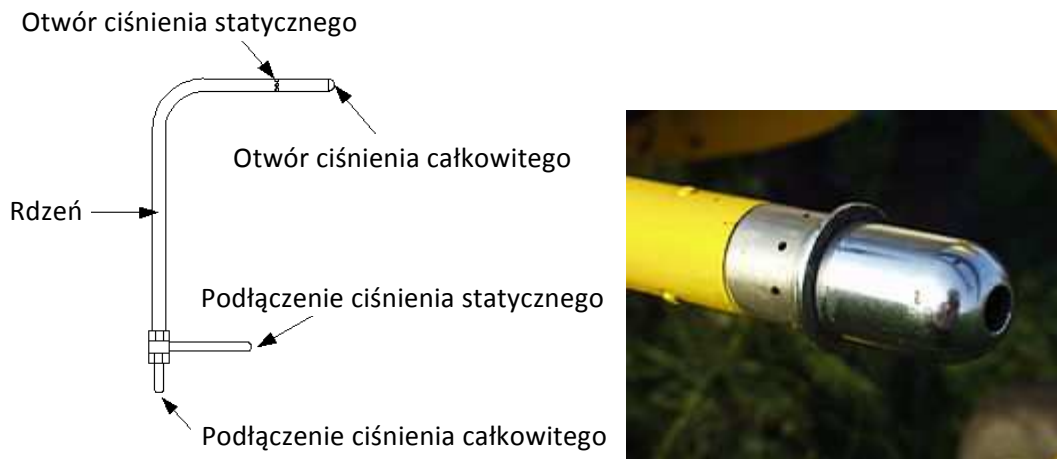 Otwór ciśnienia statycznego
Otwór ciśnienia całkowitego
Rdzeń
Podłączenie ciśnienia statycznego
Podłączenie ciśnienia całkowitego